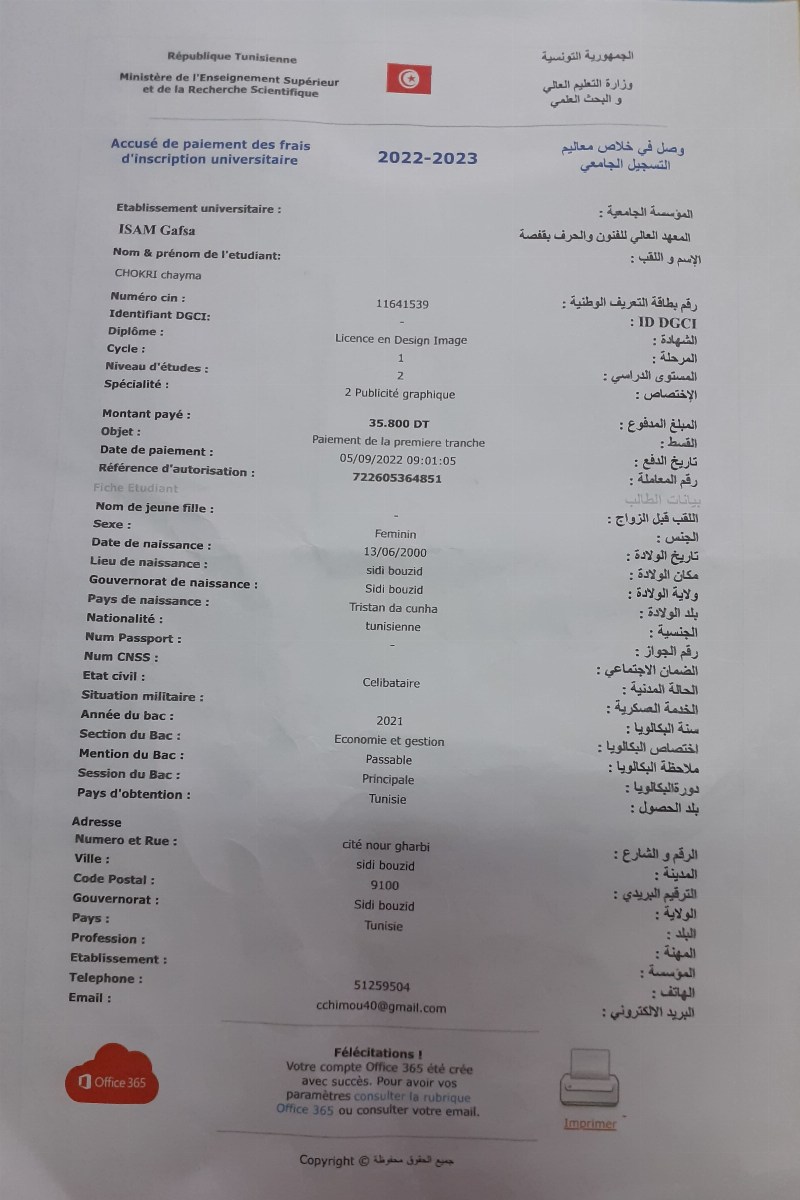 République Tunisienne
Ministère de l'Enseignement Supérieur
et de la Recherche Scientifique
الجمهورية التونسية
وزارة التعليم العالي
و البحث العلمي
Accusé de paiement des frais
d'inscription universitaire
2022-2023
وصل في خلاص معاليم
التسجيل الجامعي
Etablissement universitaire : المؤسسة الجامعية :
ISAM Gafsa المعهد العالي للفنون والحرف بقفصة
Nom & prénom de l'etudiant: الإسم و اللقب :
CHOKRI chayma
Numéro cin : 11641539 رقم بطاقة التعريف الوطنية :
Identifiant DGCI: - ID DGCI :
Diplôme : Licence en Design Image الشهادة :
Cycle : 1 المرحلة :
Niveau d'études : 2 المستوى الدراسي :
Spécialité : 2 Publicité graphique الإختصاص :
Montant payé : 35.800 DT المبلغ المدفوع :
Objet : Paiement de la premiere tranche القسط :
Date de paiement : 05/09/2022 09:01:05 تاريخ الدفع :
Référence d'autorisation : 722605364851 رقم المعاملة :
Fiche Etudiant بيانات الطالب
Nom de jeune fille : - اللقب قبل الزواج :
Sexe : Feminin الجنس :
Date de naissance : 13/06/2000 تاريخ الولادة :
Lieu de naissance : sidi bouzid مكان الولادة :
Gouvernorat de naissance : Sidi bouzid ولاية الولادة :
Pays de naissance : Tristan da cunha بلد الولادة :
Nationalité : tunisienne الجنسية :
Num Passport : - رقم الجواز :
Num CNSS : الضمان الاجتماعي :
Etat civil : Celibataire الحالة المدنية :
Situation militaire : الخدمة العسكرية :
Année du bac : 2021 سنة البكالويا :
Section du Bac : Economie et gestion اختصاص البكالويا :
Mention du Bac : Passable ملاحظة البكالويا :
Session du Bac : Principale دورةالبكالويا :
Pays d'obtention : Tunisie بلد الحصول :
Adresse
Numero et Rue : cité nour gharbi الرقم و الشارع :
Ville : sidi bouzid المدينة :
Code Postal : 9100 الترقيم البريدي :
Gouvernorat : Sidi bouzid الولاية :
Pays : Tunisie البلد :
Profession : المهنة :
Etablissement : المؤسسة :
Telephone : 51259504 الهاتف :
Email : cchimou40@gmail.com البريد الالكتروني :
Office 365
Félécitations !
Votre compte Office 365 été crée
avec succès. Pour avoir vos
paramètres consulter la rubrique
Office 365 ou consulter votre email.
Imprimer
Copyright © جميع الحقوق محفوظة